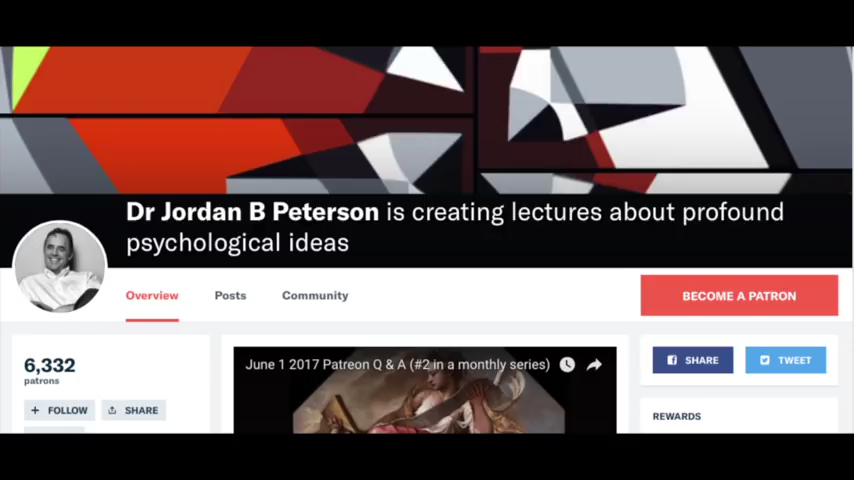 Dr Jordan B Peterson is creating lectures about profound
psychological ideas
Overview Posts Community
BECOME A PATRON
6,332
patrons
+ FOLLOW SHARE
June 1 2017 Patreon Q & A (#2 in a monthly series)
SHARE TWEET
REWARDS